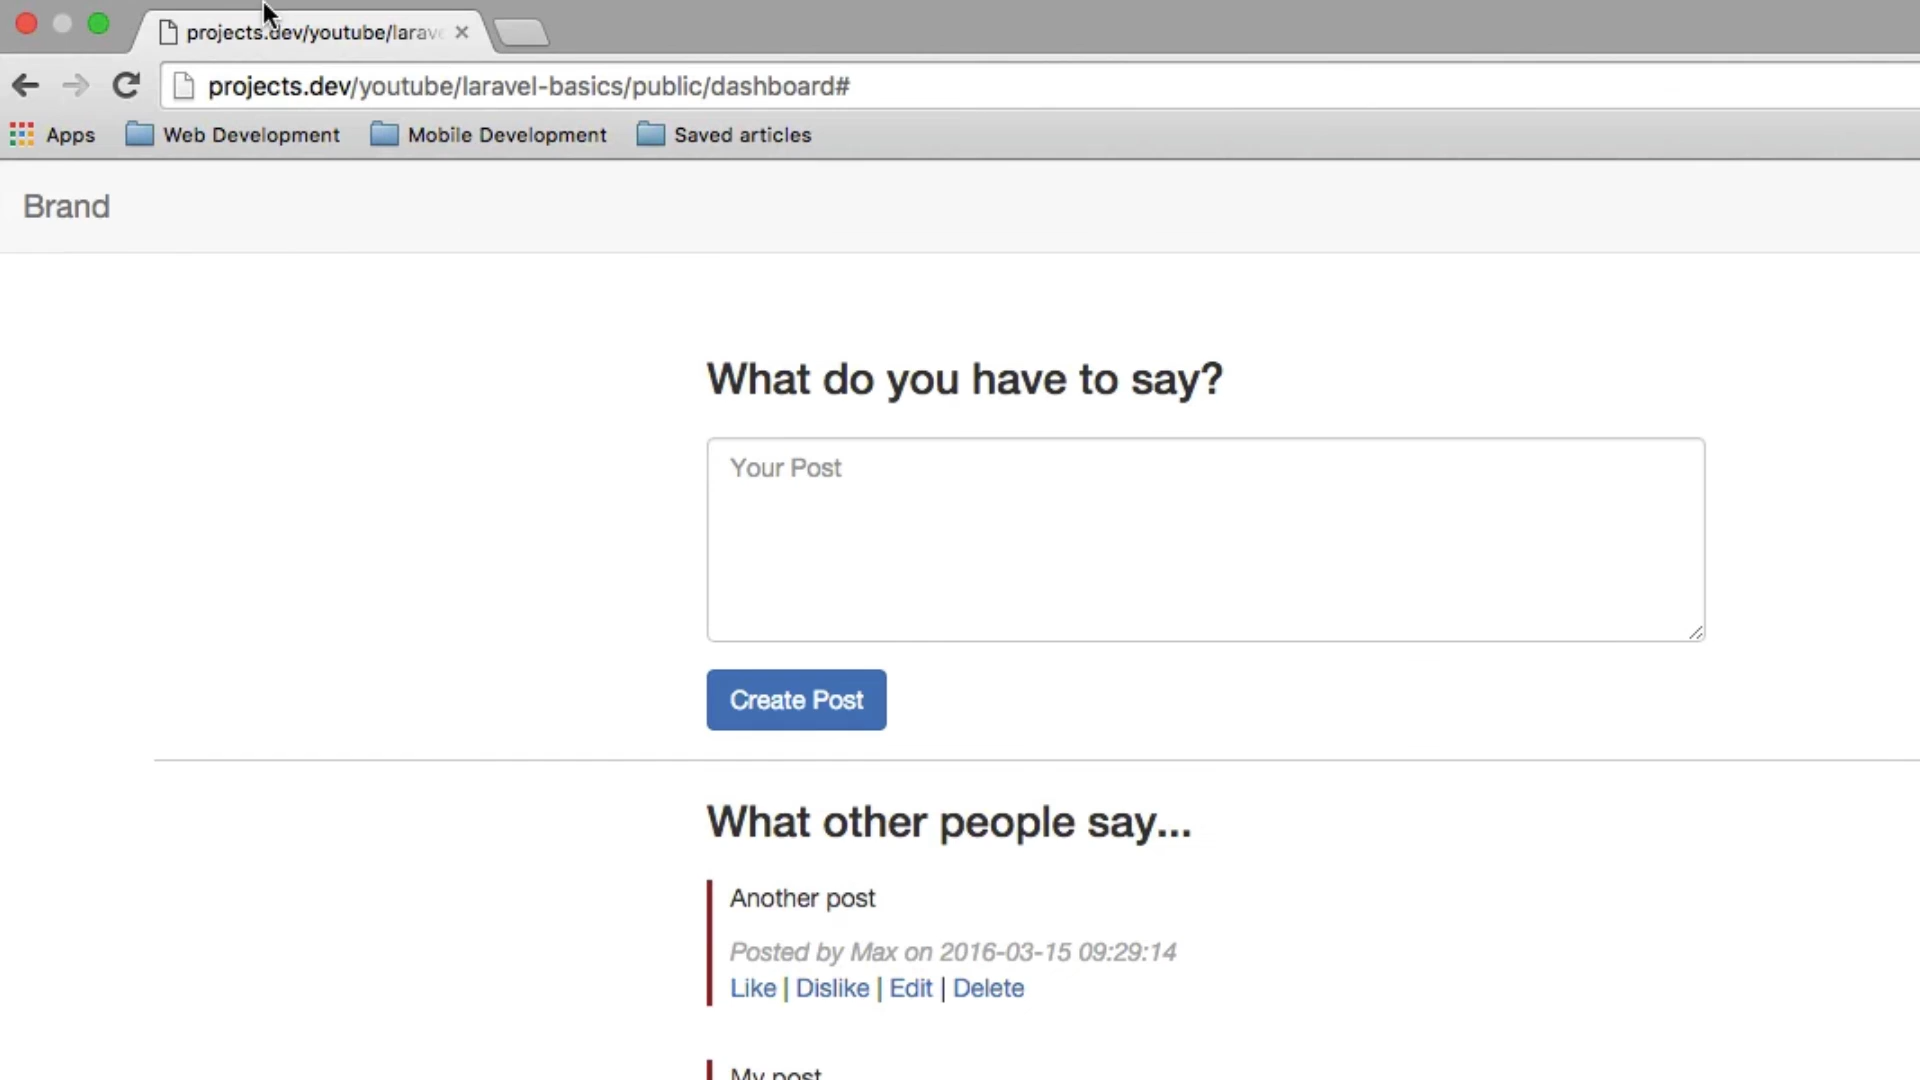 projects.dev/youtube/larav
projects.dev/youtube/laravel-basics/public/dashboard#
Apps Web Development Mobile Development Saved articles
Brand
What do you have to say?
Your Post
Create Post
What other people say...
Another post
Posted by Max on 2016-03-15 09:29:14
Like | Dislike | Edit | Delete
My post